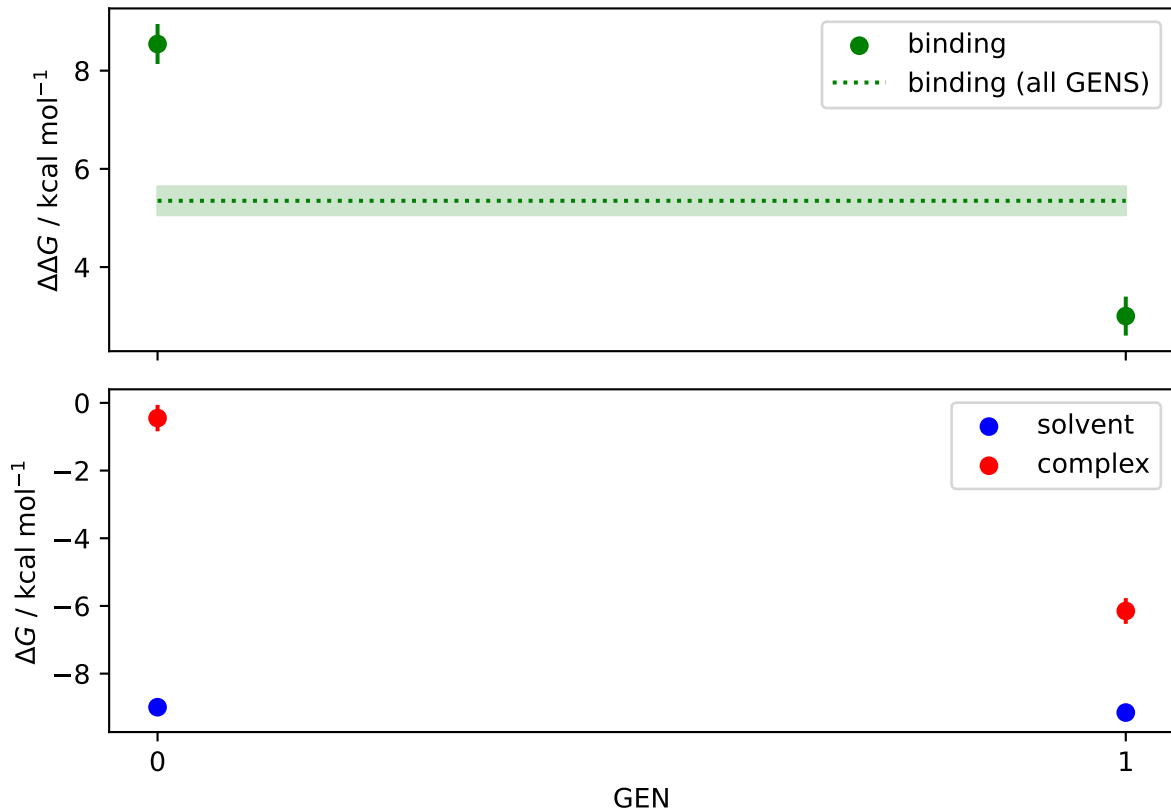 binding
binding (all GENS)
8
6
4
ΔΔG / kcal mol⁻¹
solvent
complex
0
−2
−4
−6
−8
ΔG / kcal mol⁻¹
0
1
GEN